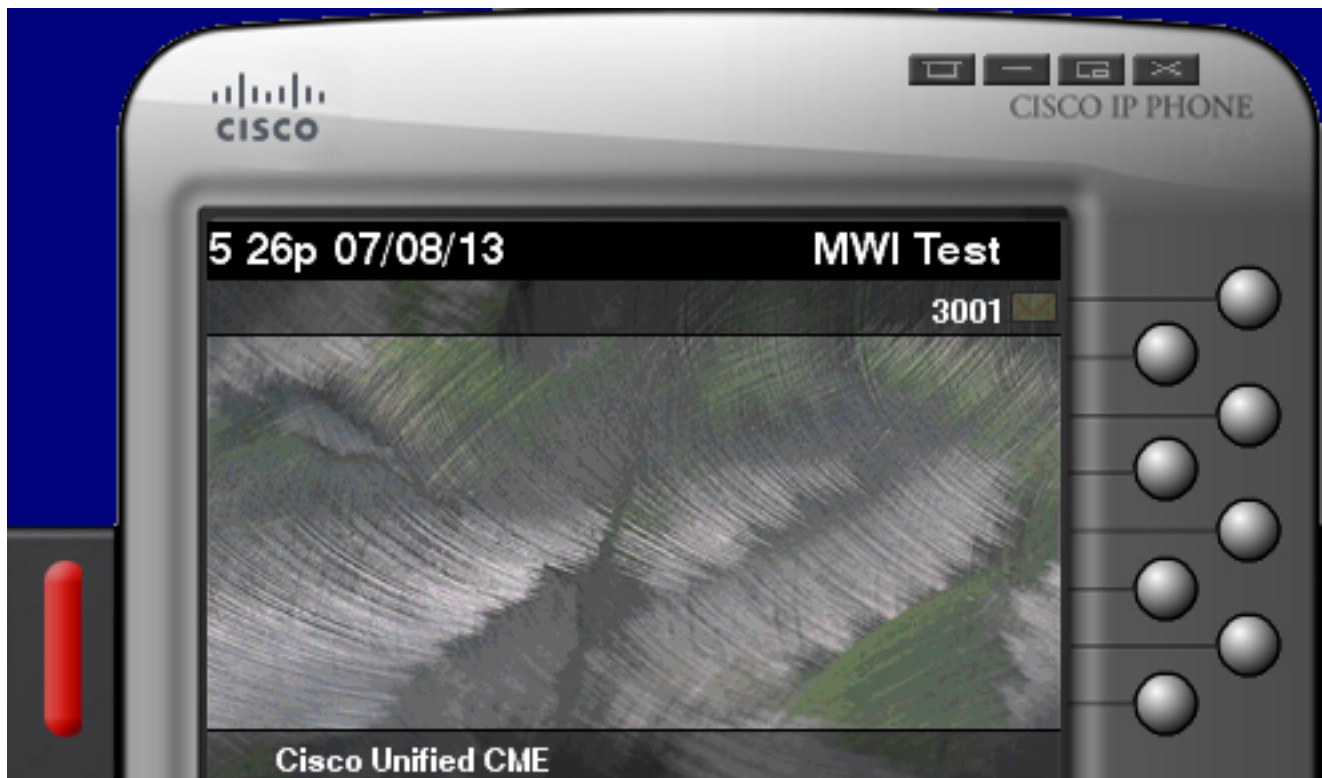 CISCO
CISCO IP PHONE
5 26p 07/08/13 MWI Test
3001
Cisco Unified CME